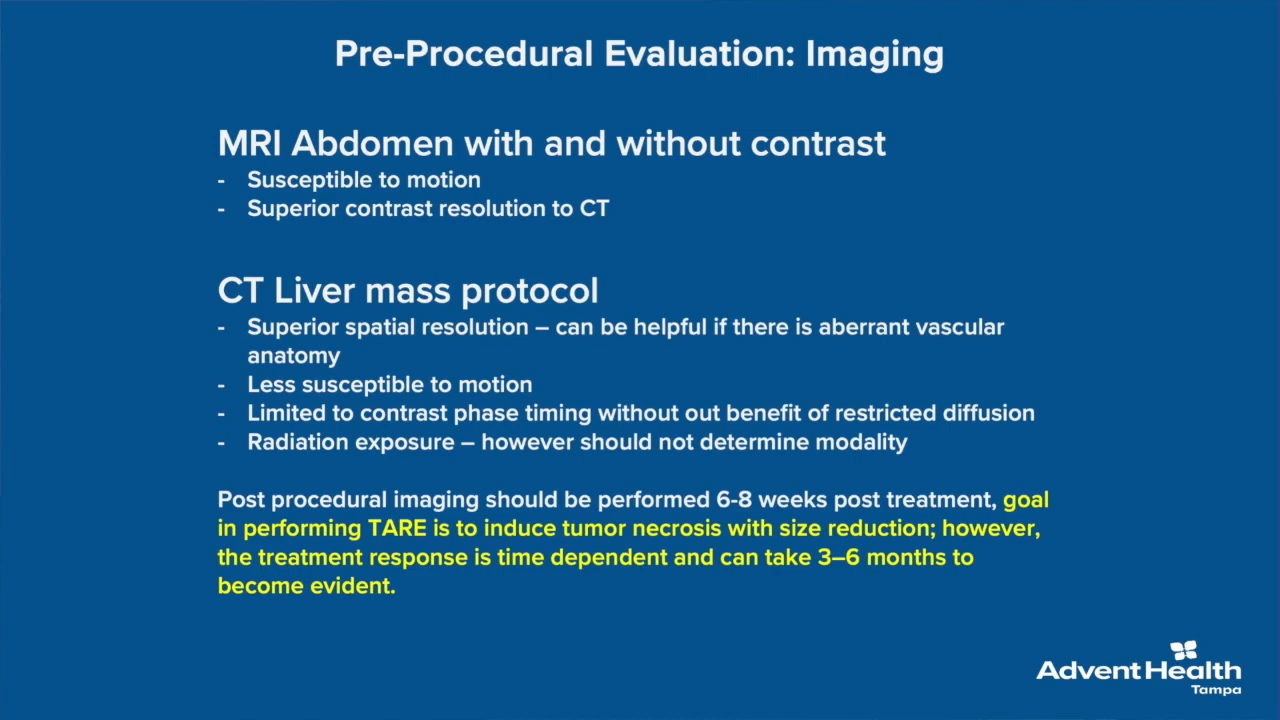 Pre-Procedural Evaluation: Imaging
MRI Abdomen with and without contrast
- Susceptible to motion
- Superior contrast resolution to CT
CT Liver mass protocol
- Superior spatial resolution – can be helpful if there is aberrant vascular
anatomy
- Less susceptible to motion
- Limited to contrast phase timing without out benefit of restricted diffusion
- Radiation exposure – however should not determine modality
Post procedural imaging should be performed 6-8 weeks post treatment, goal
in performing TARE is to induce tumor necrosis with size reduction; however,
the treatment response is time dependent and can take 3–6 months to
become evident.
AdventHealth
Tampa